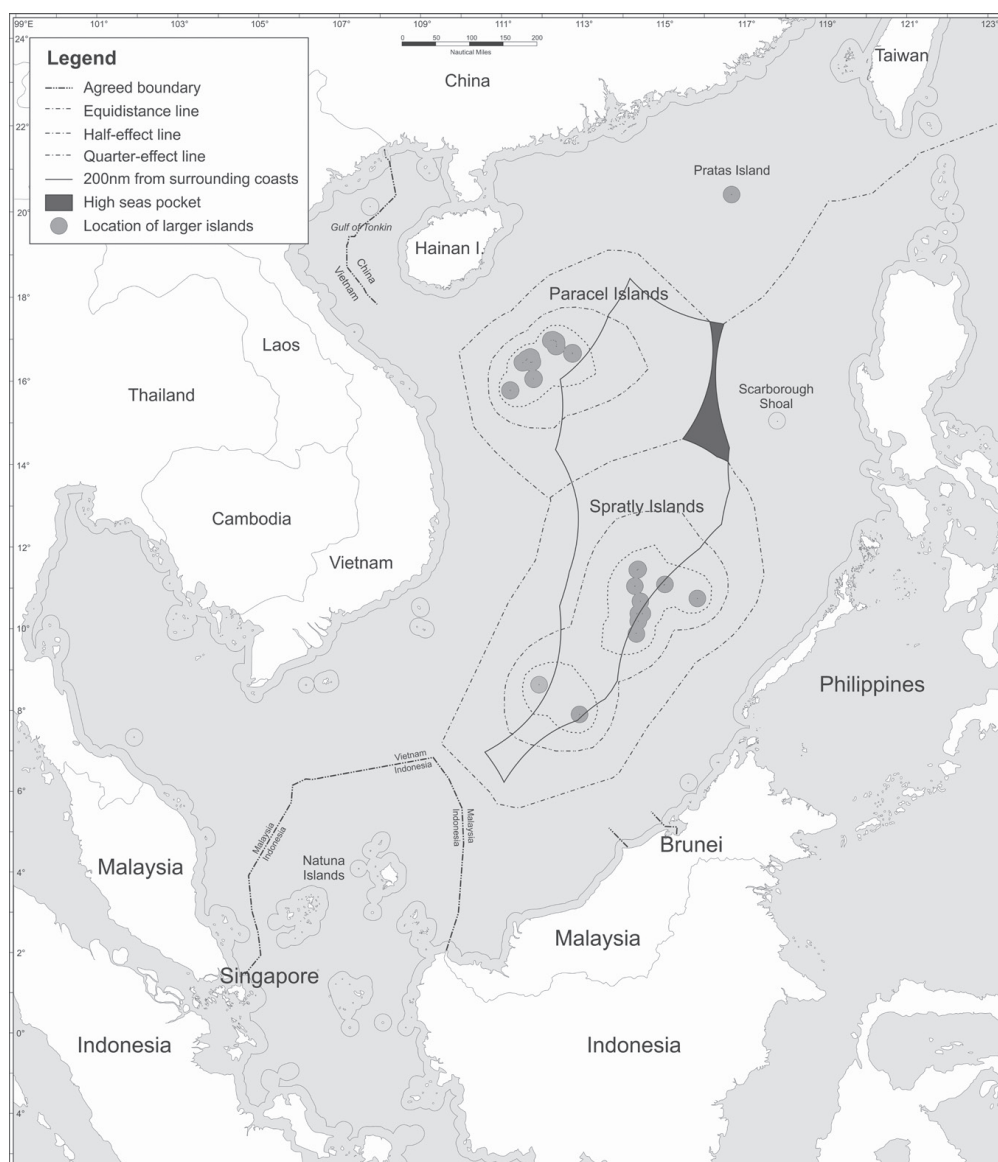 99°E
101°
103°
105°
107°
109°
111°
113°
115°
117°
119°
121°
123°
24°
22°
20°
18°
16°
14°
12°
10°
8°
6°
4°
2°
0°
4°
Legend
Agreed boundary
Equidistance line
Half-effect line
Quarter-effect line
200nm from surrounding coasts
High seas pocket
Location of larger islands
0
50
100
150
200
Nautical Miles
China
Taiwan
Pratas Island
Gulf of Tonkin
Hainan I.
China
Vietnam
Paracel Islands
Laos
Thailand
Scarborough
Shoal
Spratly Islands
Cambodia
Vietnam
Philippines
Vietnam
Indonesia
Malaysia
Indonesia
Malaysia
Indonesia
Natuna
Islands
Malaysia
Brunei
Malaysia
Singapore
Indonesia
Indonesia